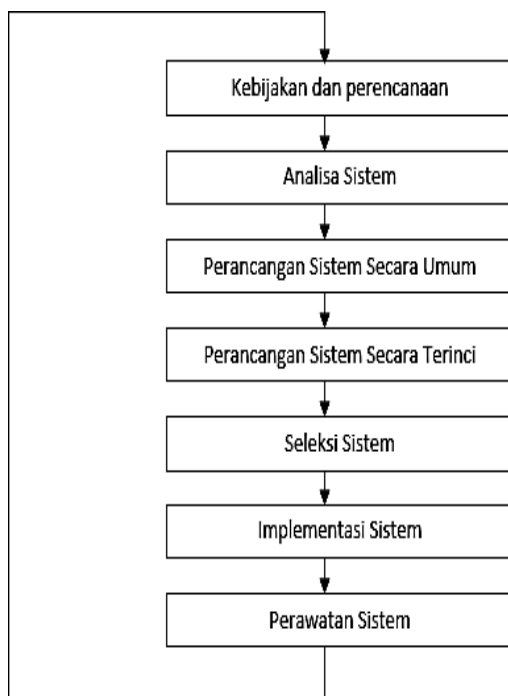 Kebijakan dan perencanaan
Analisa Sistem
Perancangan Sistem Secara Umum
Perancangan Sistem Secara Terinci
Seleksi Sistem
Implementasi Sistem
Perawatan Sistem